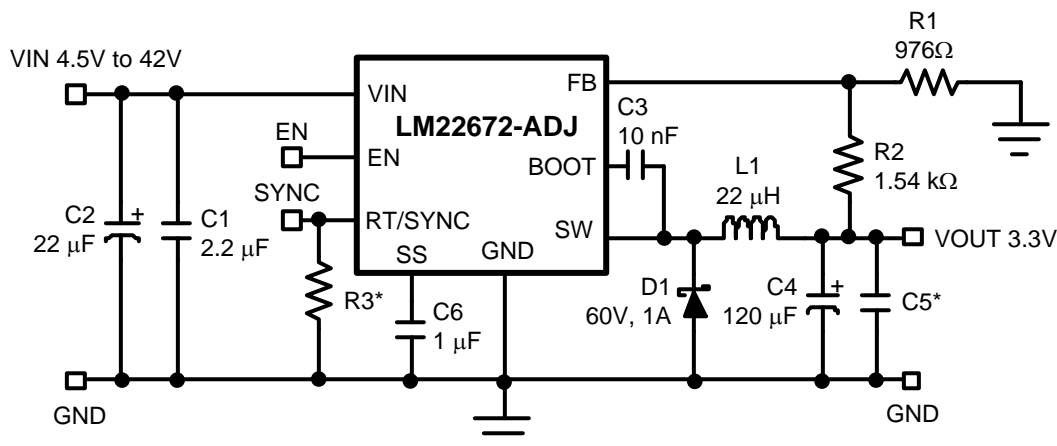 VIN 4.5V to 42V
R1
976Ω
VIN
FB
C3
10 nF
LM22672-ADJ
EN
EN
BOOT
L1
22 μH
R2
1.54 kΩ
SYNC
C2
22 μF
+
C1
2.2 μF
RT/SYNC
SW
VOUT 3.3V
SS
GND
R3*
C6
1 μF
D1
60V, 1A
C4
120 μF
+
C5*
GND
GND